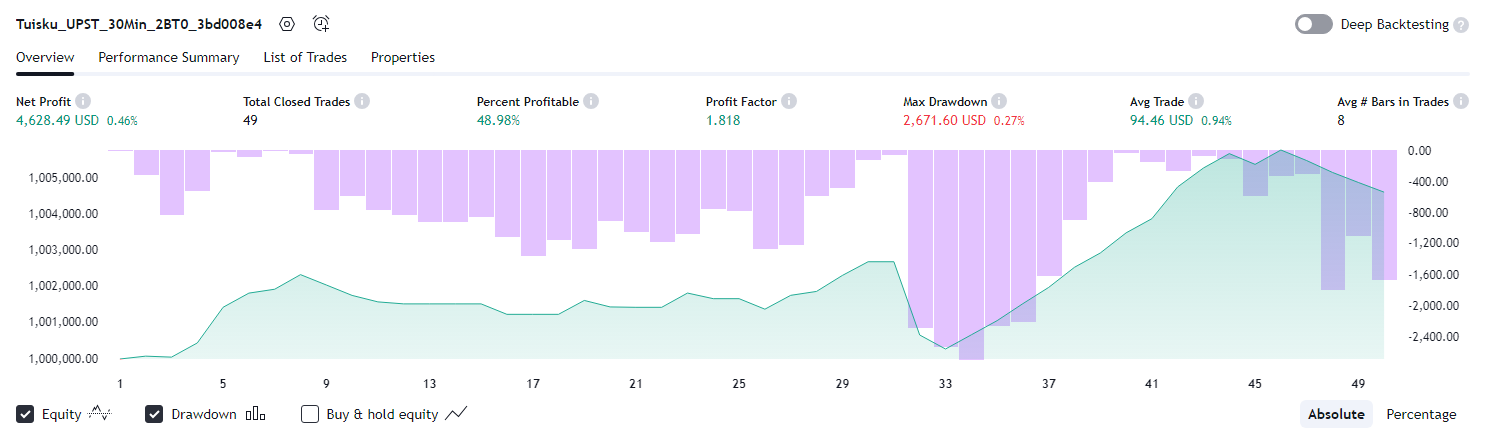 Tuisku_UPST_30Min_2BT0_3bd008e4 Deep Backtesting ?
Overview Performance Summary List of Trades Properties
Net Profit i Total Closed Trades i Percent Profitable i Profit Factor i Max Drawdown i Avg Trade i Avg # Bars in Trades i
4,628.49 USD 0.46% 49 48.98% 1.818 2,671.60 USD 0.27% 94.46 USD 0.94% 8
0.00
1,005,000.00 -400.00
1,004,000.00 -800.00
1,003,000.00 -1,200.00
1,002,000.00 -1,600.00
1,001,000.00 -2,000.00
1,000,000.00 -2,400.00
1 5 9 13 17 21 25 29 33 37 41 45 49
Equity Drawdown Buy & hold equity Absolute Percentage